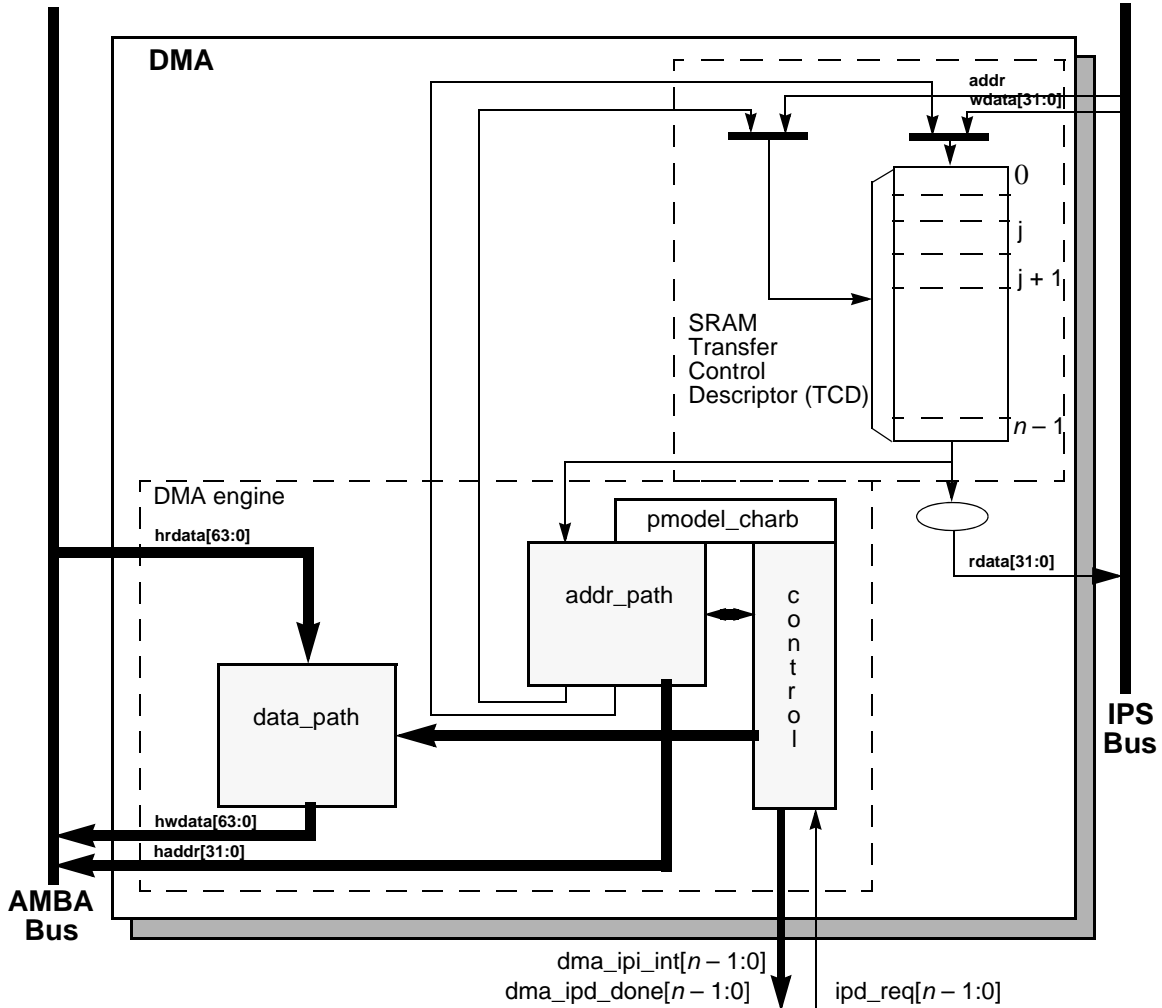 DMA
addr
wdata[31:0]
0
j
j + 1
n – 1
SRAM
Transfer
Control
Descriptor (TCD)
DMA engine
pmodel_charb
hrdata[63:0]
rdata[31:0]
addr_path
control
data_path
IPS
Bus
hwdata[63:0]
haddr[31:0]
AMBA
Bus
dma_ipi_int[n – 1:0]
dma_ipd_done[n – 1:0]
ipd_req[n – 1:0]